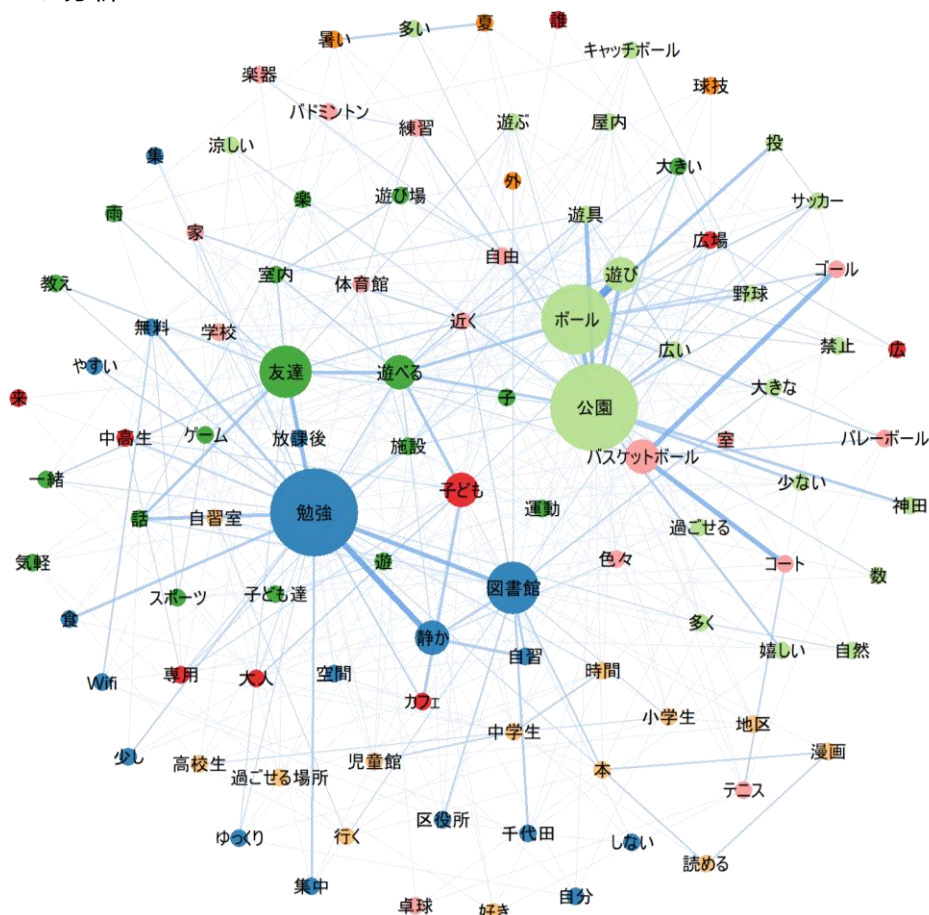 暑い
多い
夏
誰
キャッチボール
楽器
球技
バドミントン
練習
遊ぶ
屋内
投
涼しい
集
大きい
外
楽
遊び場
サッカー
雨
遊具
家
広場
自由
ゴール
室内
体育館
遊び
教え
野球
無料
学校
近く
ボール
禁止
広い
広
やすい
友達
遊べる
大きな
来
子
公園
中高生
ゲーム
放課後
施設
室
バレーボール
バスケットボール
一緒
子ども
少ない
話
自習室
勉強
運動
神田
過ごせる
気軽
遊
色々
コート
数
スポーツ
子ども達
図書館
食
多く
静か
自習
嬉しい
自然
Wifi
専用
大人
空間
時間
カフェ
小学生
地区
少し
高校生
過ごせる場所
児童館
中学生
本
漫画
テニス
ゆっくり
行く
区役所
千代田
しない
読める
集中
卓球
好き
自分